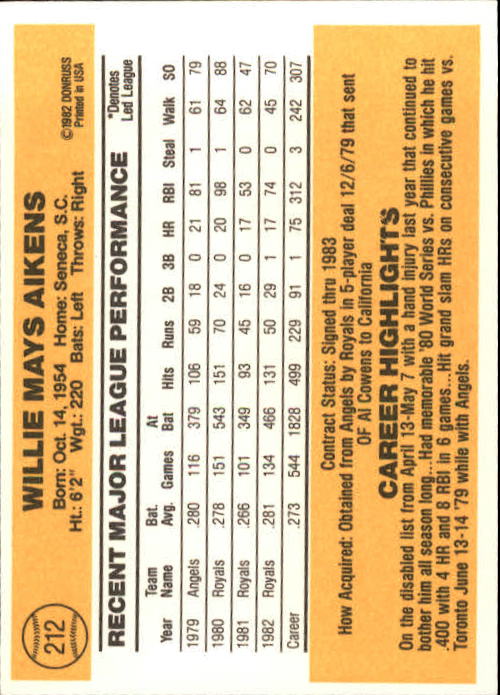 212
WILLIE MAYS AIKENS
Born: Oct. 14, 1954 Home: Seneca, S.C.
Ht.: 6'2" Wgt.: 220 Bats: Left Throws: Right
©1982 DONRUSS
Printed in USA
RECENT MAJOR LEAGUE PERFORMANCE
*Denotes
Led League
Year Team Name Bat. Avg. Games At Bat Hits Runs 2B 3B HR RBI Steal Walk SO
1979 Angels .280 116 379 106 59 18 0 21 81 1 61 79
1980 Royals .278 151 543 151 70 24 0 20 98 1 64 88
1981 Royals .266 101 349 93 45 16 0 17 53 0 62 47
1982 Royals .281 134 466 131 50 29 1 17 74 0 45 70
Career .273 544 1828 499 229 91 1 75 312 3 242 307
Contract Status: Signed thru 1983
How Acquired: Obtained from Angels by Royals in 5-player deal 12/6/79 that sent
OF Al Cowens to California
CAREER HIGHLIGHTS
On the disabled list from April 13-May 7 with a hand injury last year that continued to
bother him all season long...Had memorable '80 World Series vs. Phillies in which he hit
.400 with 4 HR and 8 RBI in 6 games...Hit grand slam HRs on consecutive games vs.
Toronto June 13-14 '79 while with Angels.